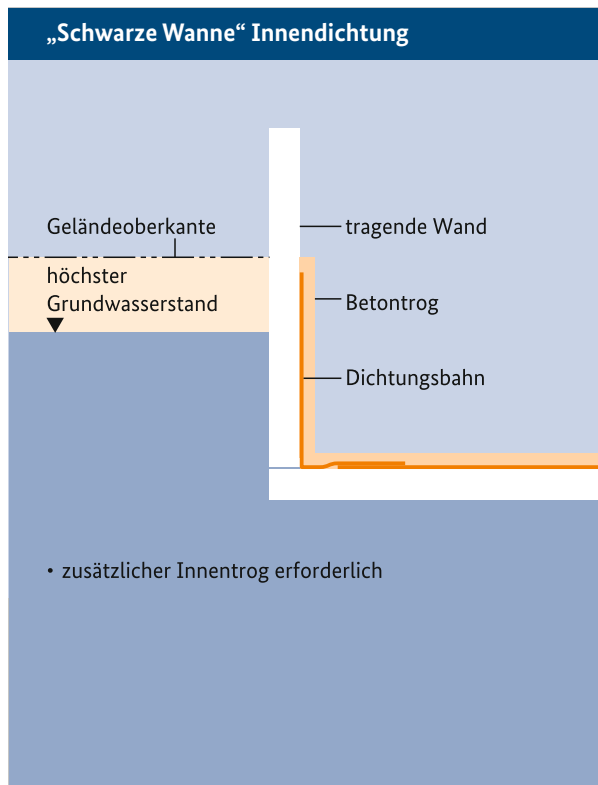 „Schwarze Wanne“ Innendichtung
Geländeoberkante
tragende Wand
höchster
Grundwasserstand
Betontrog
Dichtungsbahn
• zusätzlicher Innentrog erforderlich